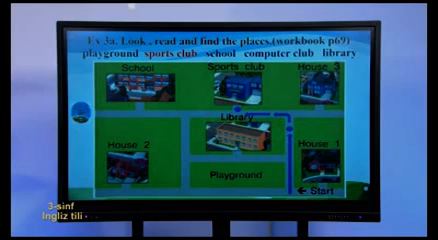 Ex 3a. Look , read and find the places.(workbook p69)
playground sports club school computer club library
School
Sports club
House 3
Library
House 2
House 1
Playground
← Start
3-sinf
Ingliz tili